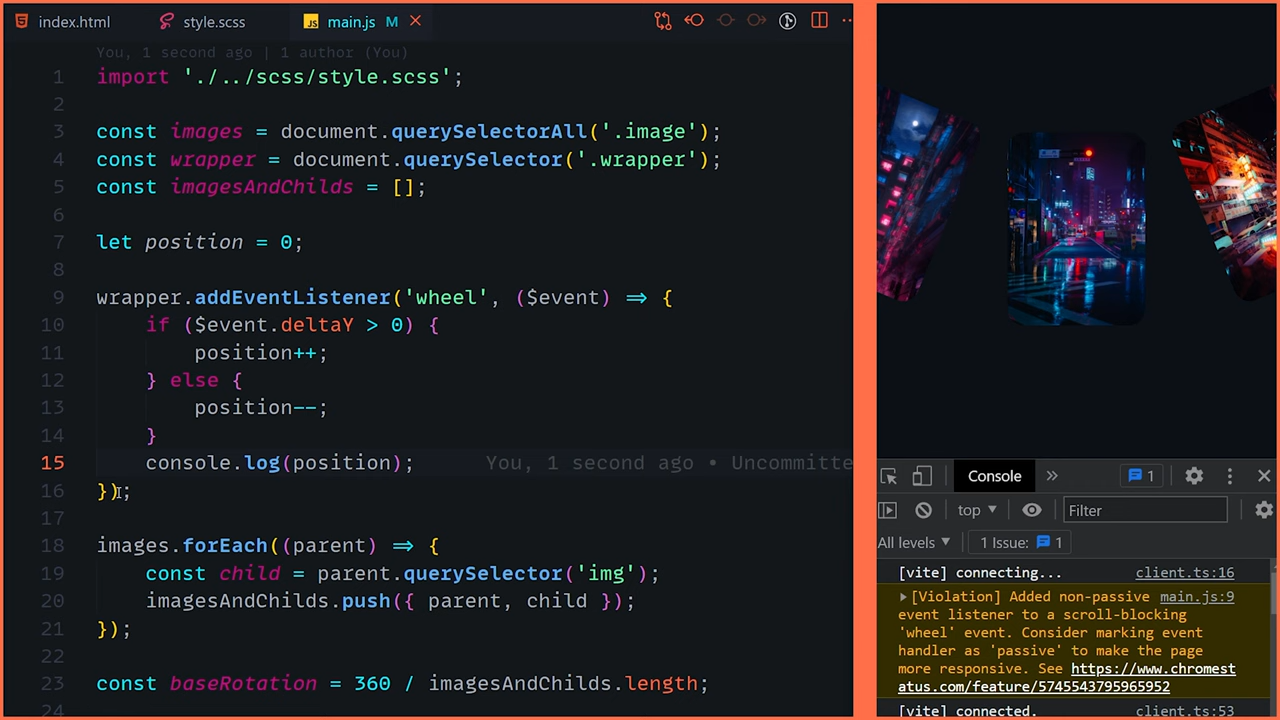 index.html
style.scss
JS main.js M
You, 1 second ago | 1 author (You)
1 import './../scss/style.scss';
2
3 const images = document.querySelectorAll('.image');
4 const wrapper = document.querySelector('.wrapper');
5 const imagesAndChilds = [];
6
7 let position = 0;
8
9 wrapper.addEventListener('wheel', ($event) => {
10 if ($event.deltaY > 0) {
11 position++;
12 } else {
13 position--;
14 }
15 console.log(position); You, 1 second ago • Uncommitte
16 });
17
18 images.forEach((parent) => {
19 const child = parent.querySelector('img');
20 imagesAndChilds.push({ parent, child });
21 });
22
23 const baseRotation = 360 / imagesAndChilds.length;
24
Console » 1
top ▼ Filter
All levels ▼ 1 Issue: 1
[vite] connecting... client.ts:16
[Violation] Added non-passive main.js:9
event listener to a scroll-blocking
'wheel' event. Consider marking event
handler as 'passive' to make the page
more responsive. See https://www.chromest
atus.com/feature/5745543795965952
[vite] connected. client.ts:53